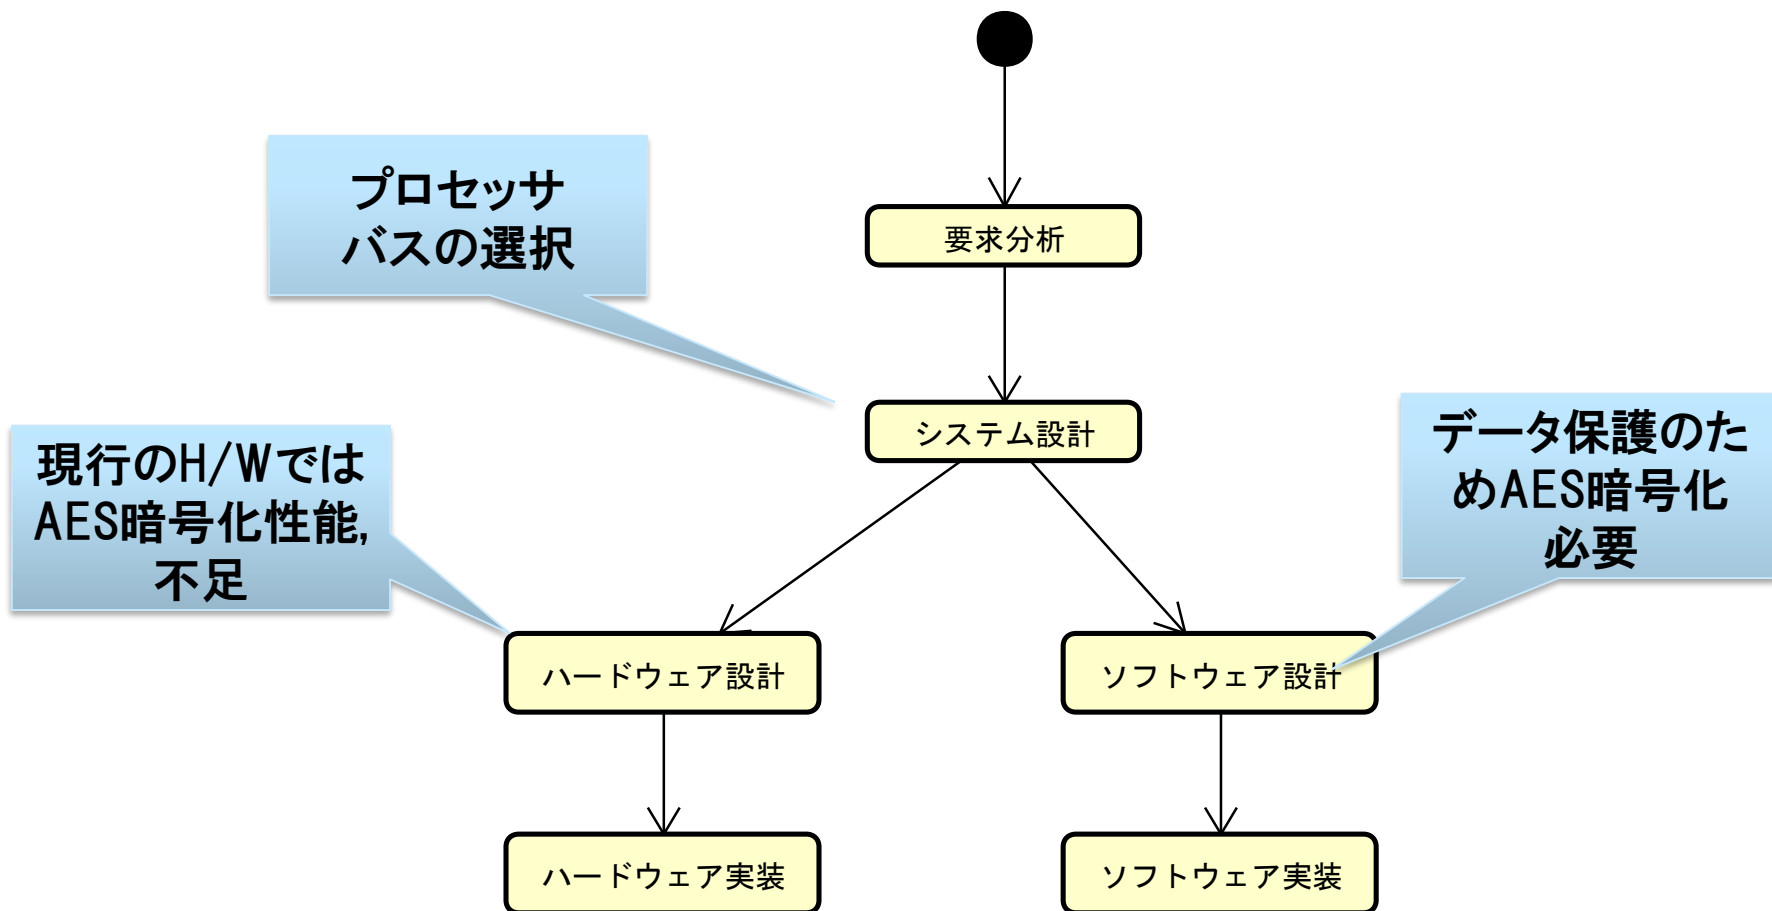 プロセッサ
バスの選択
要求分析
システム設計
現行のH/Wでは
AES暗号化性能,
不足
データ保護のた
めAES暗号化
必要
ハードウェア設計
ソフトウェア設計
ハードウェア実装
ソフトウェア実装